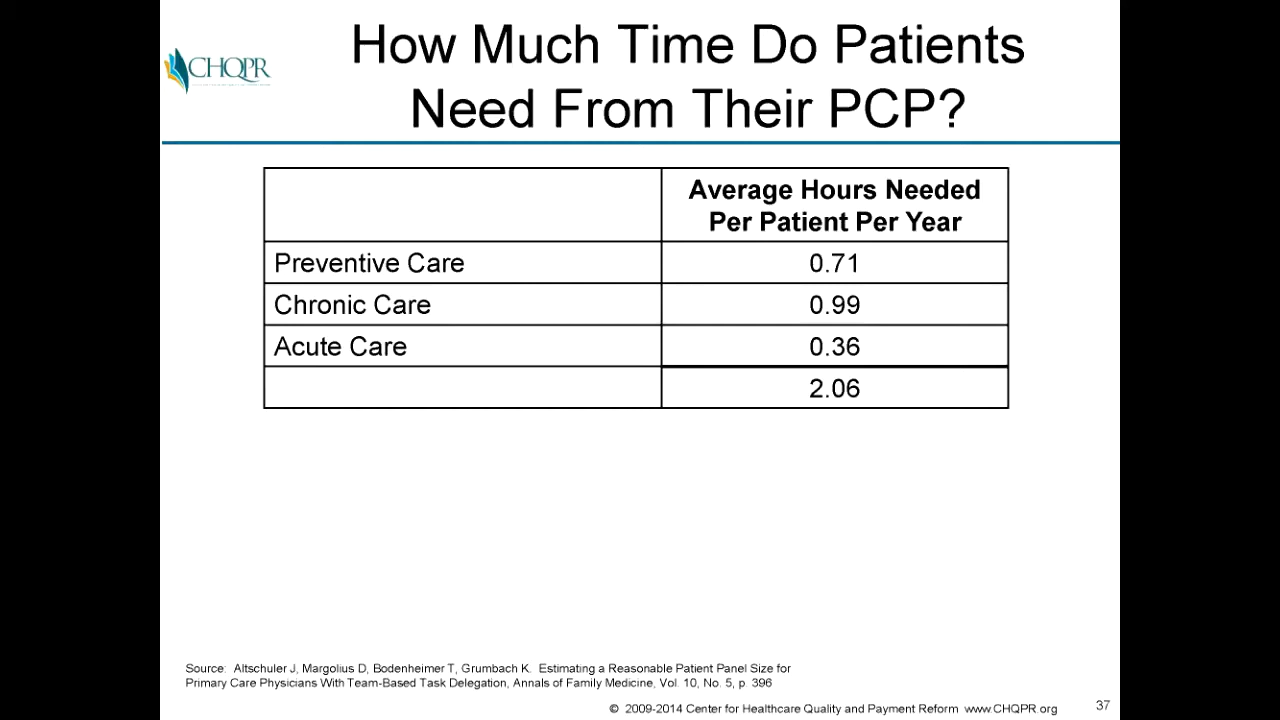 CHQPR
How Much Time Do Patients
Need From Their PCP?
Average Hours Needed
Per Patient Per Year
Preventive Care 0.71
Chronic Care 0.99
Acute Care 0.36
2.06
Source: Altschuler J, Margolius D, Bodenheimer T, Grumbach K. Estimating a Reasonable Patient Panel Size for
Primary Care Physicians With Team-Based Task Delegation, Annals of Family Medicine, Vol. 10, No. 5, p 396
© 2009-2014 Center for Healthcare Quality and Payment Reform www.CHQPR.org
37